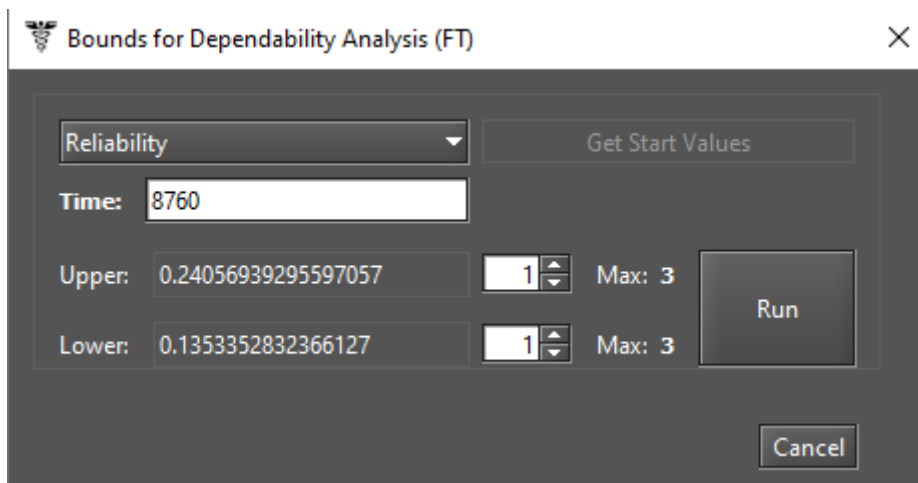 Bounds for Dependability Analysis (FT)
Reliability Get Start Values
Time: 8760
Upper: 0.24056939295597057 1 Max: 3
Run
Lower: 0.1353352832366127 1 Max: 3
Cancel